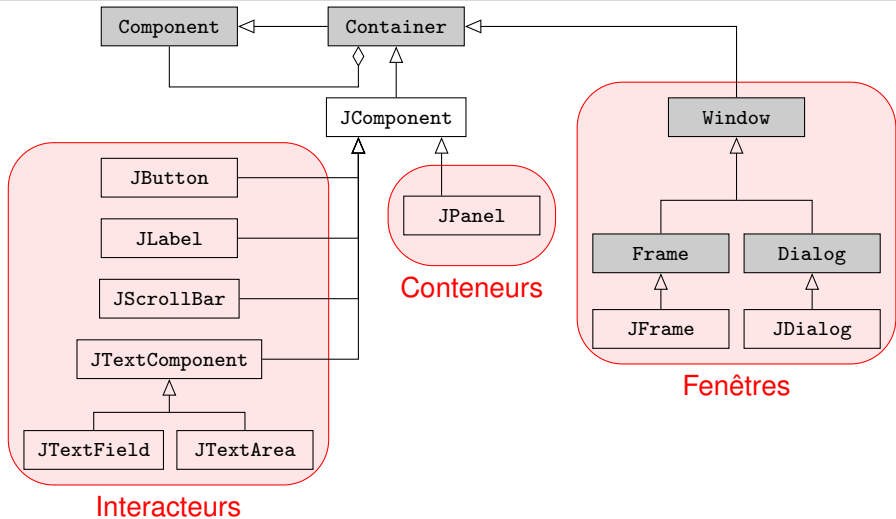 Component
Container
JComponent
Window
JButton
JLabel
JScrollBar
JTextComponent
JTextField
JTextArea
Interacteurs
JPanel
Conteneurs
Frame
Dialog
JFrame
JDialog
Fenêtres